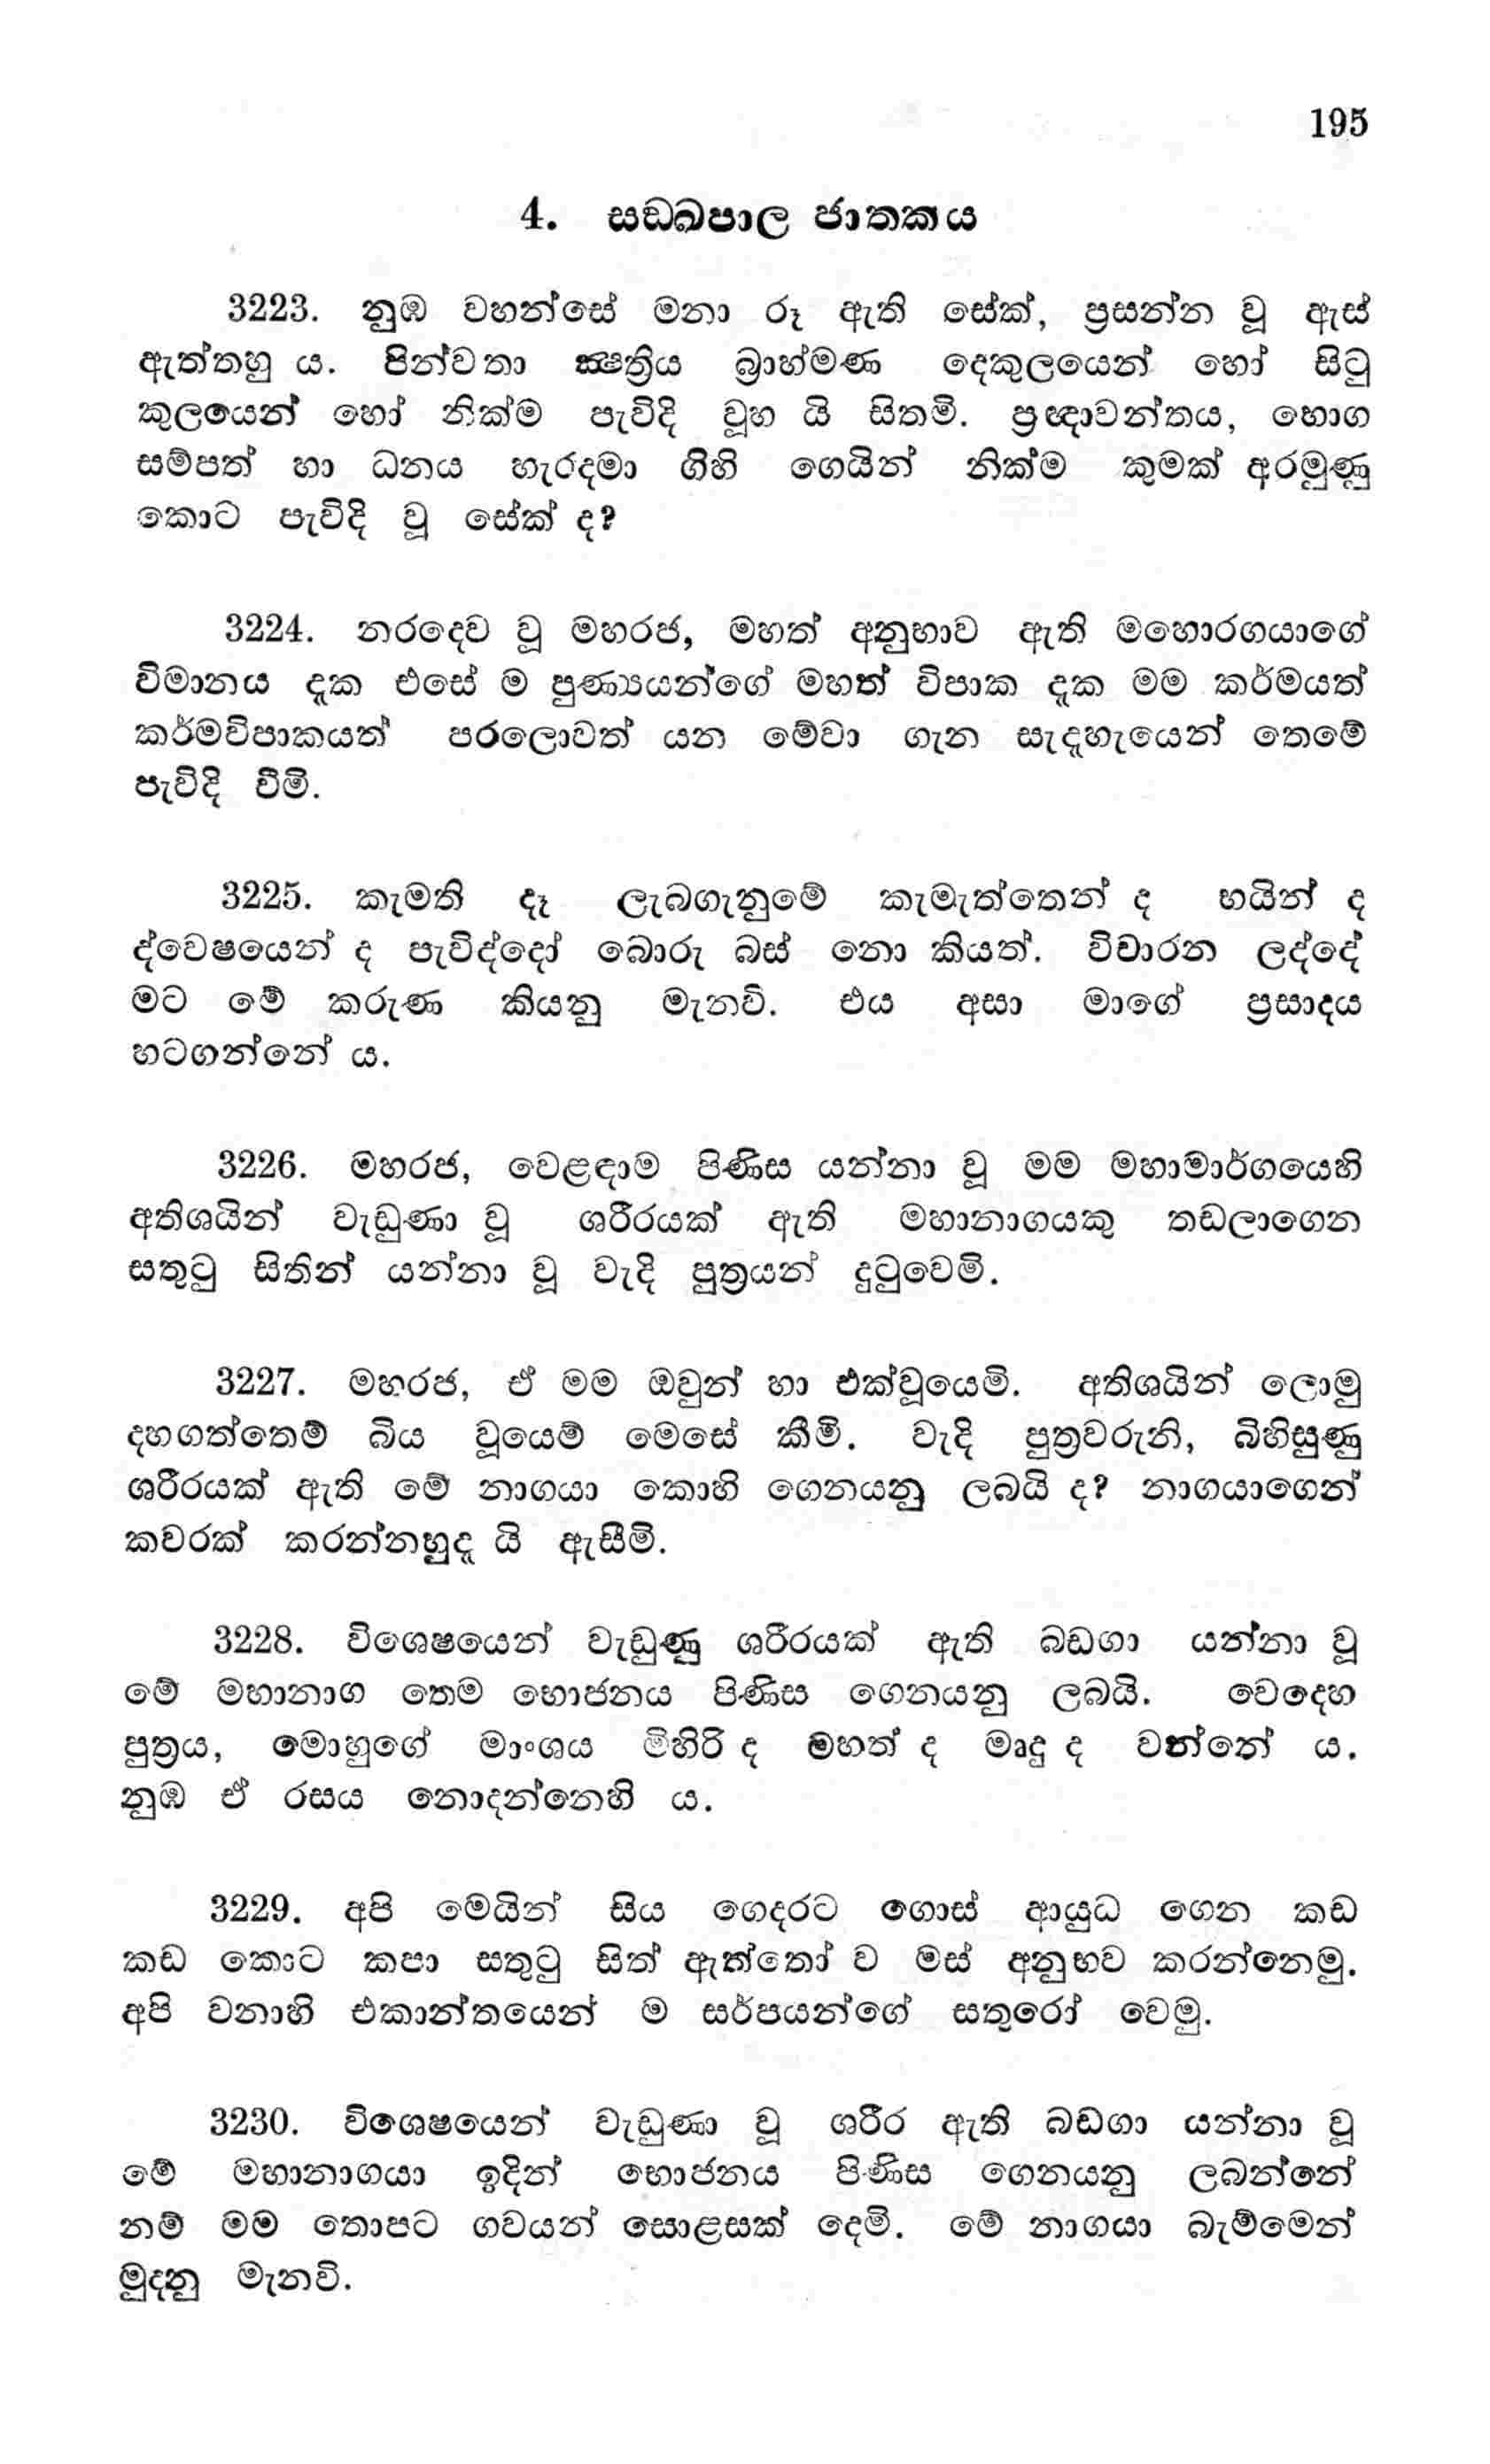 195
4. සඞ්ඛපාල ජාතකය
3223. නුඹ වහන්සේ මනා රූ ඇති සේක්, ප්‍රසන්න වූ ඇස්
ඇත්තහු ය. පින්වතා ක්‍ෂත්‍රිය බ්‍රාහ්මණ දෙකුලයෙන් හෝ සිටු
කුලයෙන් හෝ නික්ම පැවිදි වූහ යි සිතමි. ප්‍රඥාවන්තය, භොග
සම්පත් හා ධනය හැරදමා ගිහි ගෙයින් නික්ම කුමක් අරමුණු
කොට පැවිදි වූ සේක් ද?
3224. නරදෙව වූ මහරජ, මහත් අනුභාව ඇති මහොරගයාගේ
විමානය දැක එසේ ම පුණ්‍යයන්ගේ මහත් විපාක දැක මම කර්මයත්
කර්මවිපාකයත් පරලොවත් යන මේවා ගැන සැදැහැයෙන් තෙමේ
පැවිදි වීමි.
3225. කැමති දෑ ලැබගැනුමේ කැමැත්තෙන් ද භයින් ද
ද්වෙෂයෙන් ද පැවිද්දෝ බොරු බස් නො කියත්. විචාරන ලද්දේ
මට මේ කරුණ කියනු මැනවි. එය අසා මාගේ ප්‍රසාදය
හටගන්නේ ය.
3226. මහරජ, වෙළඳාම පිණිස යන්නා වූ මම මහාමාර්ගයෙහි
අතිශයින් වැඩුණා වූ ශරීරයක් ඇති මහානාගයකු තඩලාගෙන
සතුටු සිතින් යන්නා වූ වැදි පුත්‍රයන් දුටුවෙමි.
3227. මහරජ, ඒ මම ඔවුන් හා එක්වූයෙමි. අතිශයින් ලොමු
දහගත්තෙම් බිය වූයෙම් මෙසේ කීමි. වැදි පුත්‍රවරුනි, බිහිසුණු
ශරීරයක් ඇති මේ නාගයා කොහි ගෙනයනු ලබයි ද? නාගයාගෙන්
කවරක් කරන්නහුදැ යි ඇසීමි.
3228. විශෙෂයෙන් වැඩුණු ශරීරයක් ඇති බඩගා යන්නා වූ
මේ මහානාග තෙම භොජනය පිණිස ගෙනයනු ලබයි. වෙදෙහ
පුත්‍රය, මොහුගේ මාංශය මිහිරි ද මහත් ද මෘදු ද වන්නේ ය.
නුඹ ඒ රසය නොදන්නෙහි ය.
3229. අපි මෙයින් සිය ගෙදරට ගොස් ආයුධ ගෙන කඩ
කඩ කොට කපා සතුටු සිත් ඇත්තෝ ව මස් අනුභව කරන්නෙමු.
අපි වනාහි එකාන්තයෙන් ම සර්පයන්ගේ සතුරෝ වෙමු.
3230. විශෙෂයෙන් වැඩුණා වූ ශරීර ඇති බඩගා යන්නා වූ
මේ මහානාගයා ඉදින් භොජනය පිණිස ගෙනයනු ලබන්නේ
නම් මම තොපට ගවයන් සොළසක් දෙමි. මේ නාගයා බැම්මෙන්
මුදනු මැනවි.